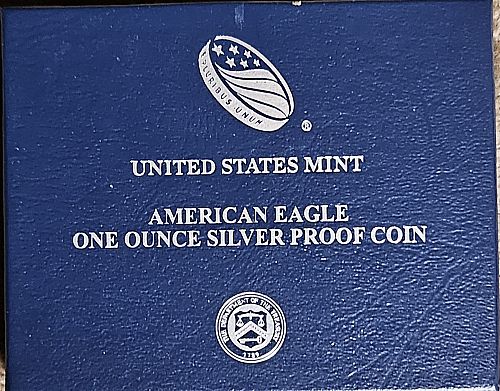 PLURIBUS UNUM
®
UNITED STATES MINT
AMERICAN EAGLE
ONE OUNCE SILVER PROOF COIN
THE DEPARTMENT OF THE TREASURY
1789